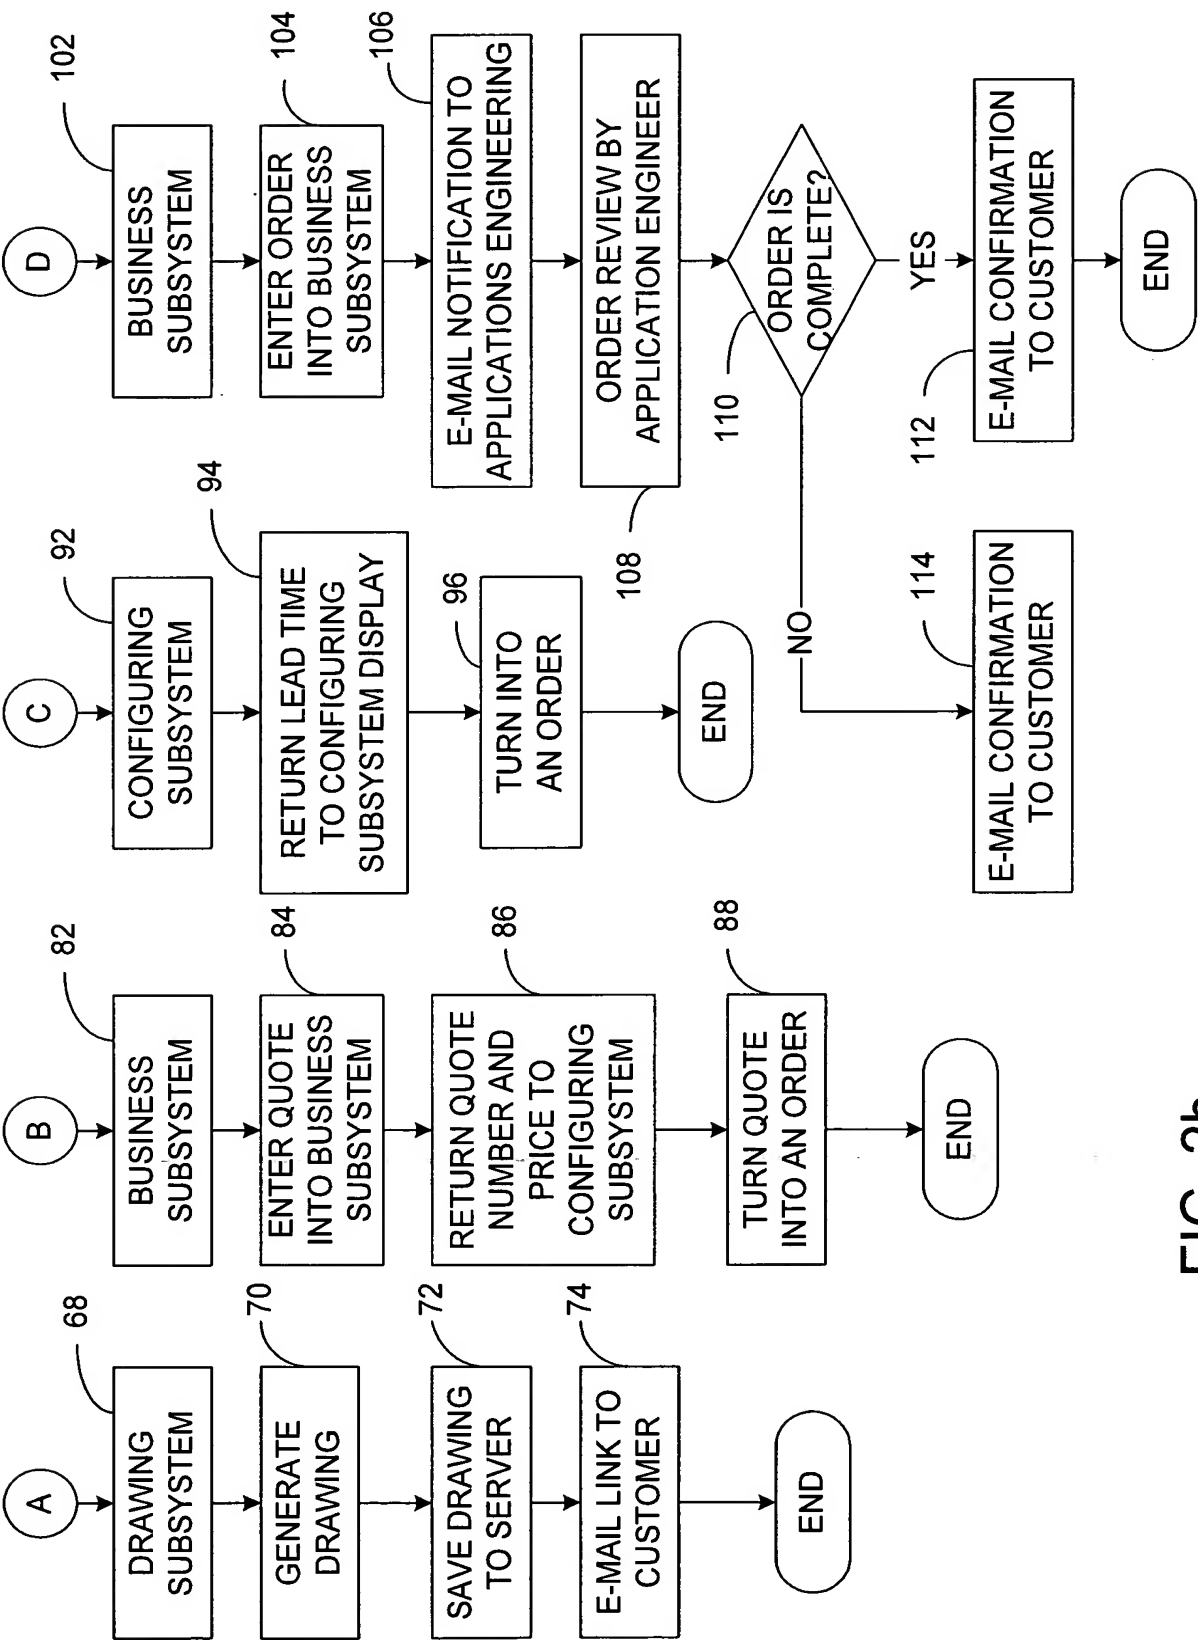 A
68
DRAWING
SUBSYSTEM
70
GENERATE
DRAWING
72
SAVE DRAWING
TO SERVER
74
E-MAIL LINK TO
CUSTOMER
END
B
82
BUSINESS
SUBSYSTEM
84
ENTER QUOTE
INTO BUSINESS
SUBSYSTEM
86
RETURN QUOTE
NUMBER AND
PRICE TO
CONFIGURING
SUBSYSTEM
88
TURN QUOTE
INTO AN ORDER
END
C
92
CONFIGURING
SUBSYSTEM
94
RETURN LEAD TIME
TO CONFIGURING
SUBSYSTEM DISPLAY
96
TURN INTO
AN ORDER
END
D
102
BUSINESS
SUBSYSTEM
104
ENTER ORDER
INTO BUSINESS
SUBSYSTEM
106
E-MAIL NOTIFICATION TO
APPLICATIONS ENGINEERING
108
ORDER REVIEW BY
APPLICATION ENGINEER
110
ORDER IS
COMPLETE?
NO
YES
114
E-MAIL CONFIRMATION
TO CUSTOMER
112
E-MAIL CONFIRMATION
TO CUSTOMER
END